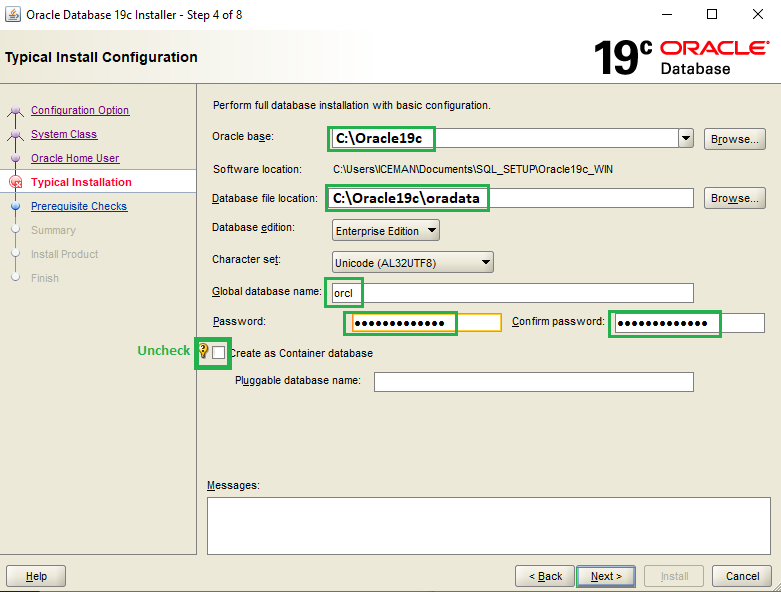 Oracle Database 19c Installer - Step 4 of 8
Typical Install Configuration
19c ORACLE
Database
Configuration Option
System Class
Oracle Home User
Typical Installation
Prerequisite Checks
Summary
Install Product
Finish
Perform full database installation with basic configuration.
Oracle base: C:\Oracle19c Browse...
Software location: C:\Users\ICEMAN\Documents\SQL_SETUP\Oracle19c_WIN
Database file location: C:\Oracle19c\oradata Browse...
Database edition: Enterprise Edition
Character set: Unicode (AL32UTF8)
Global database name: orcl
Password: ●●●●●●●●●●●●● Confirm password: ●●●●●●●●●●●●●
Uncheck Create as Container database
Pluggable database name:
Messages:
Help < Back Next > Install Cancel